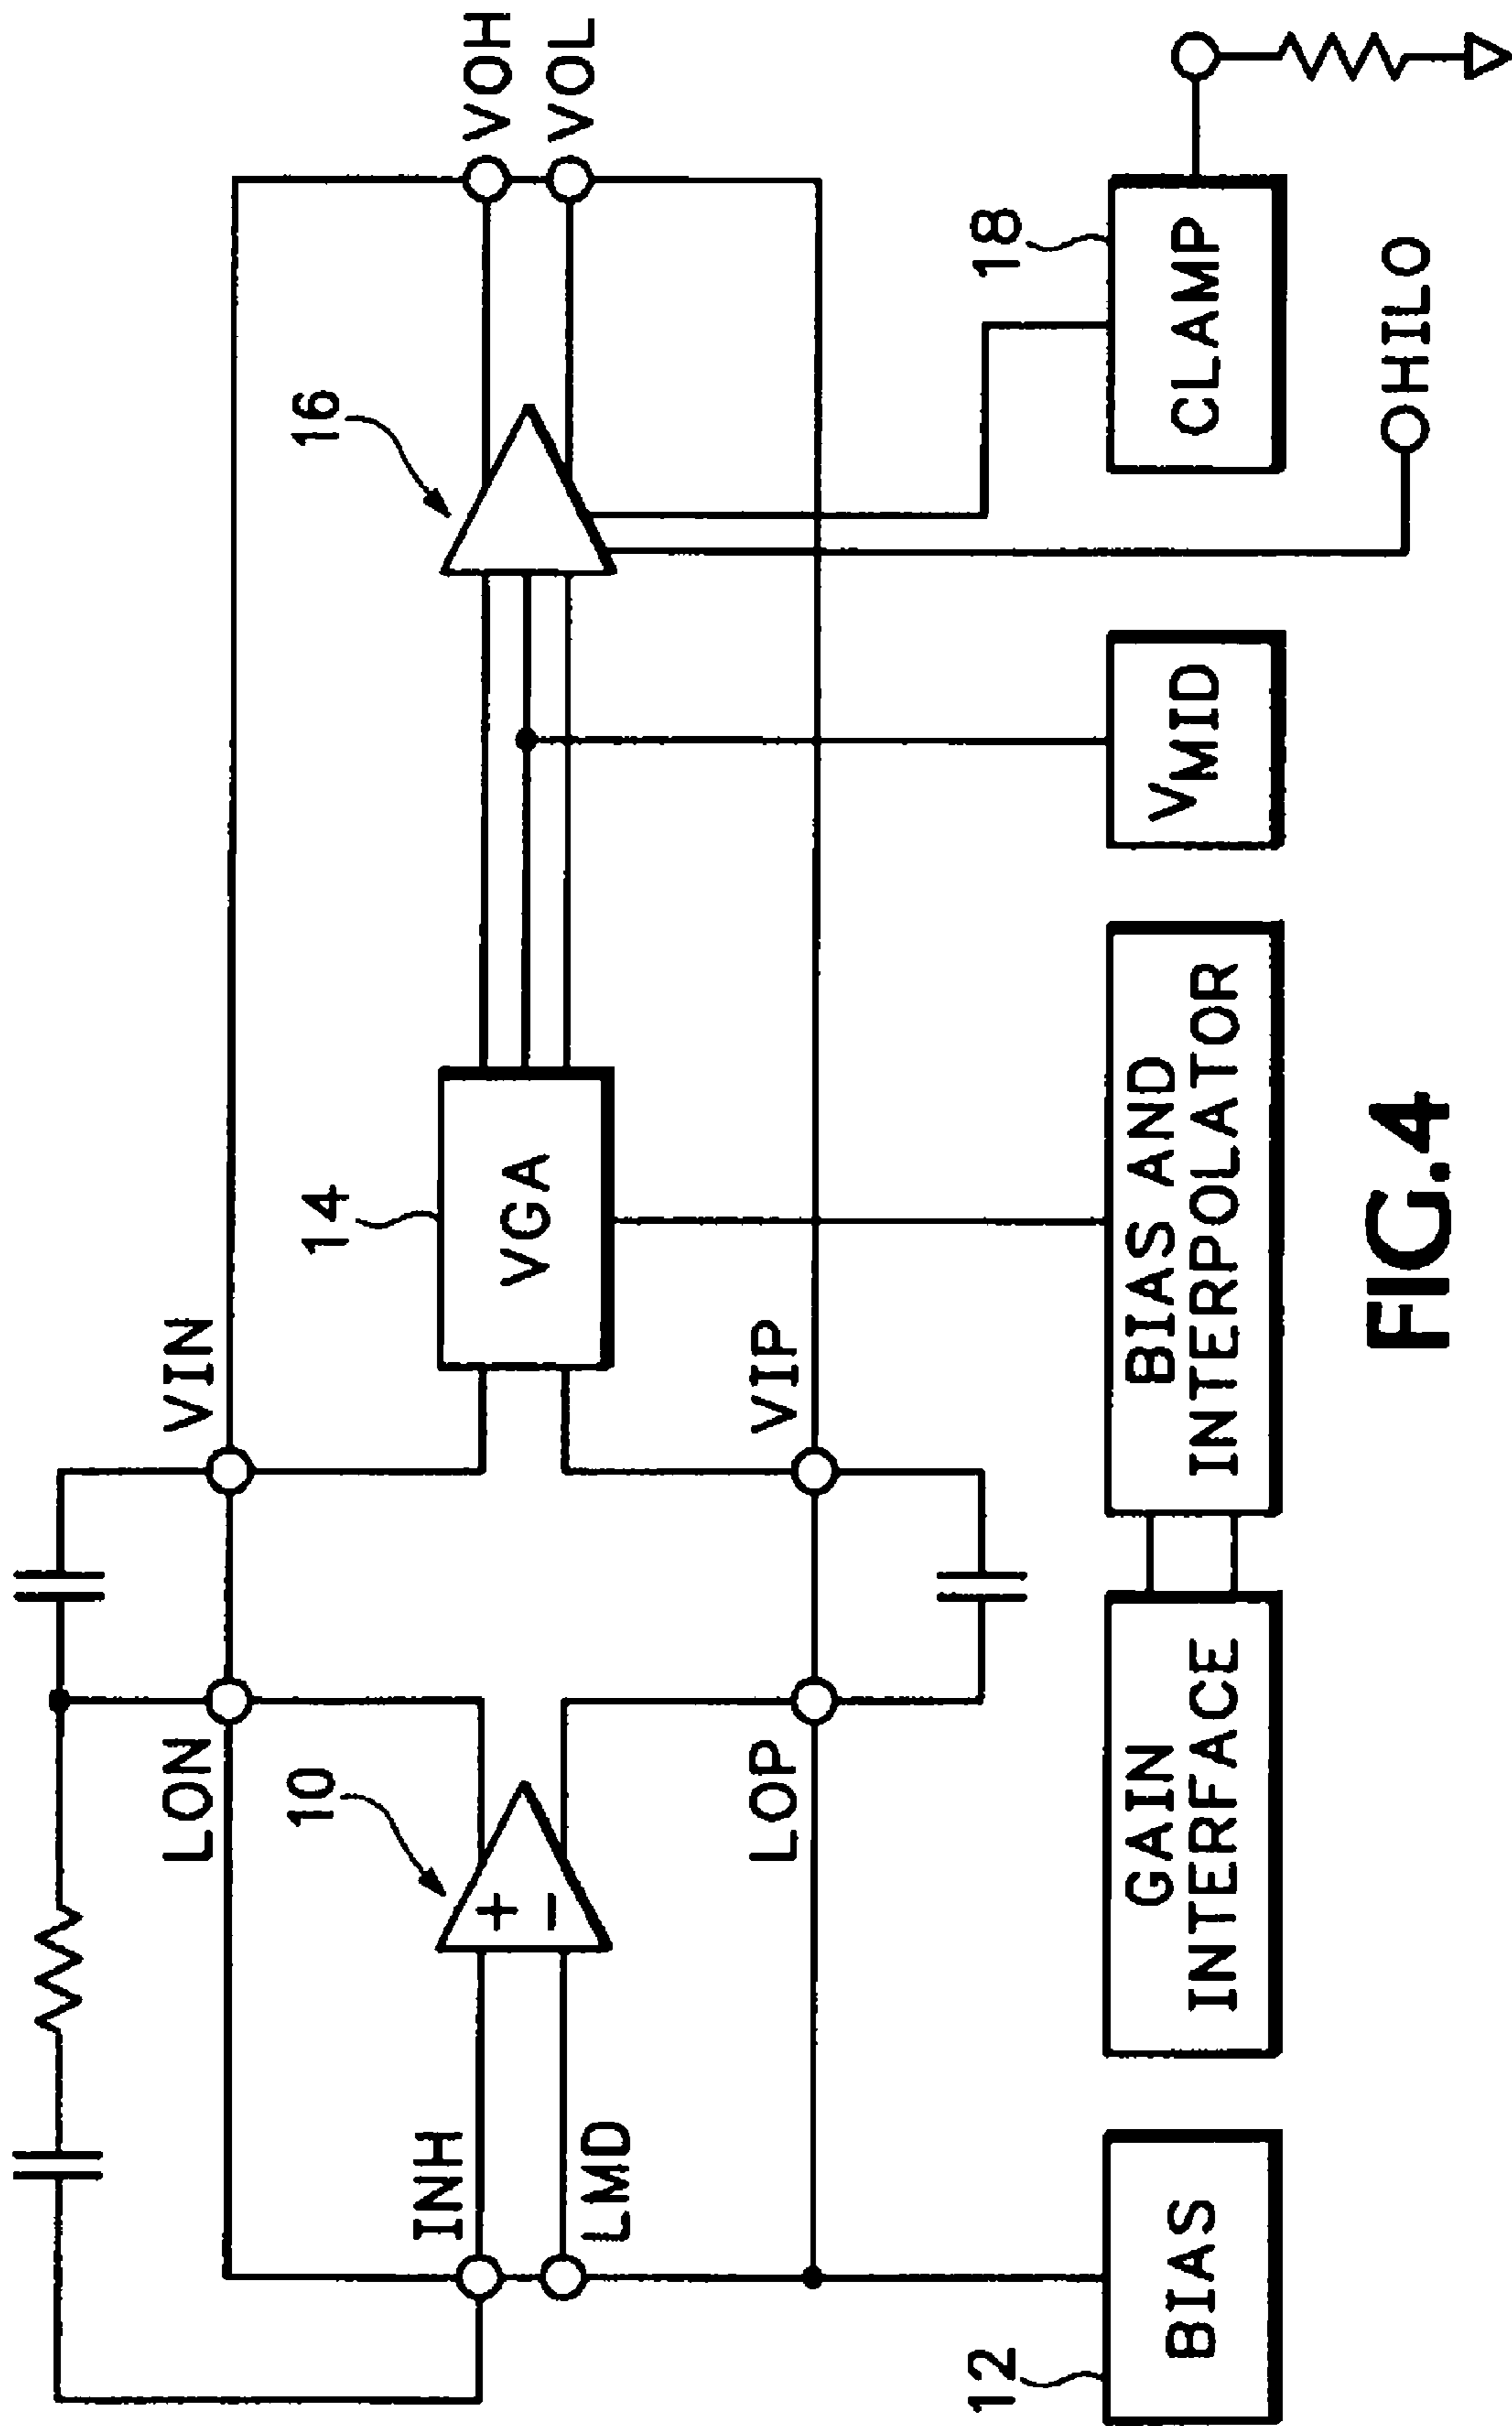 LON
VIN
10
14
16
VOH
VOL
INH
LMD
+
−
VGA
LOP
VIP
12
BIAS
GAIN
INTERFACE
BIAS AND
INTERPOLATOR
VMID
18
CLAMP
HILO
FIG.4